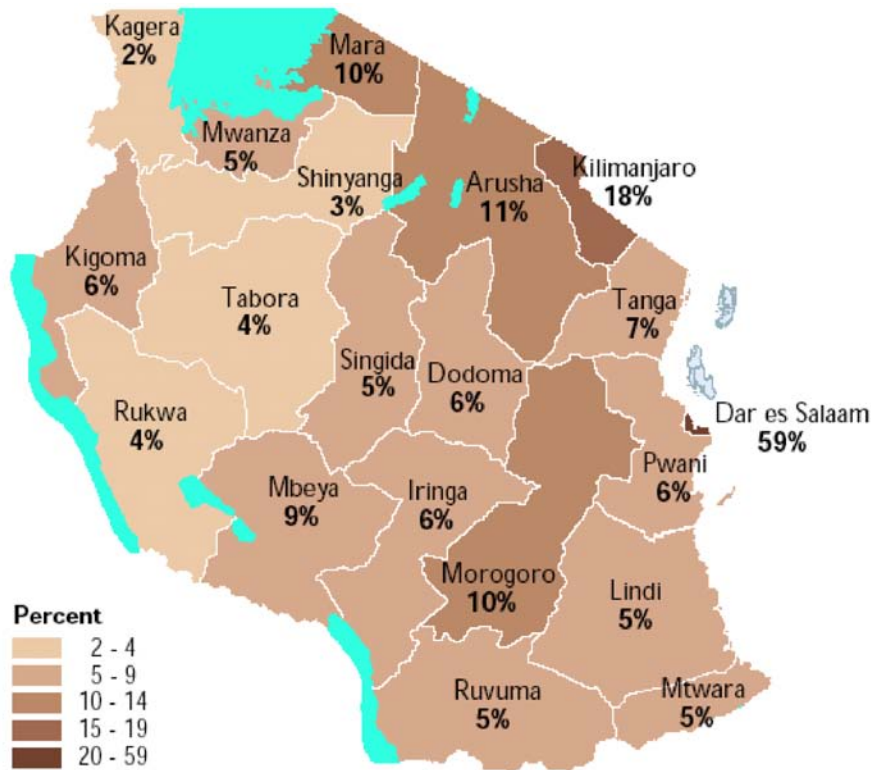 Kagera
2%
Mara
10%
Mwanza
5%
Shinyanga
3%
Arusha
11%
Kilimanjaro
18%
Kigoma
6%
Tabora
4%
Tanga
7%
Singida
5%
Dodoma
6%
Rukwa
4%
Dar es Salaam
59%
Pwani
6%
Mbeya
9%
Iringa
6%
Morogoro
10%
Lindi
5%
Ruvuma
5%
Mtwara
5%
Percent
2 - 4
5 - 9
10 - 14
15 - 19
20 - 59